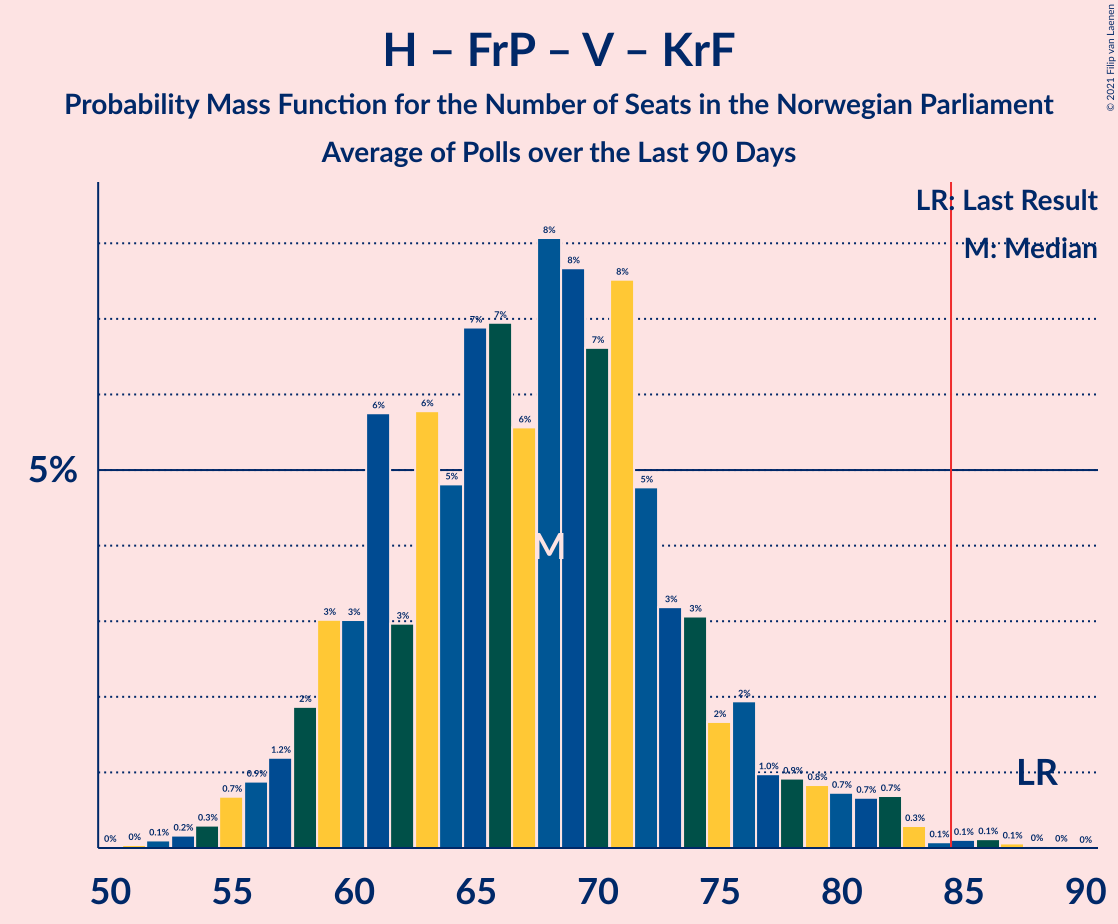 H – FrP – V – KrF
Probability Mass Function for the Number of Seats in the Norwegian Parliament
Average of Polls over the Last 90 Days
© 2021 Filip van Laenen
LR: Last Result
M: Median
5%
0% 0% 0.1% 0.2% 0.3% 0.7% 0.9% 1.2% 2% 3% 3% 6% 3% 6% 5% 7% 7% 6% 8% 8% 7% 8% 5% 3% 3% 2% 2% 1.0% 0.9% 0.8% 0.7% 0.7% 0.7% 0.3% 0.1% 0.1% 0.1% 0.1% 0% 0% 0%
M
LR
50 55 60 65 70 75 80 85 90